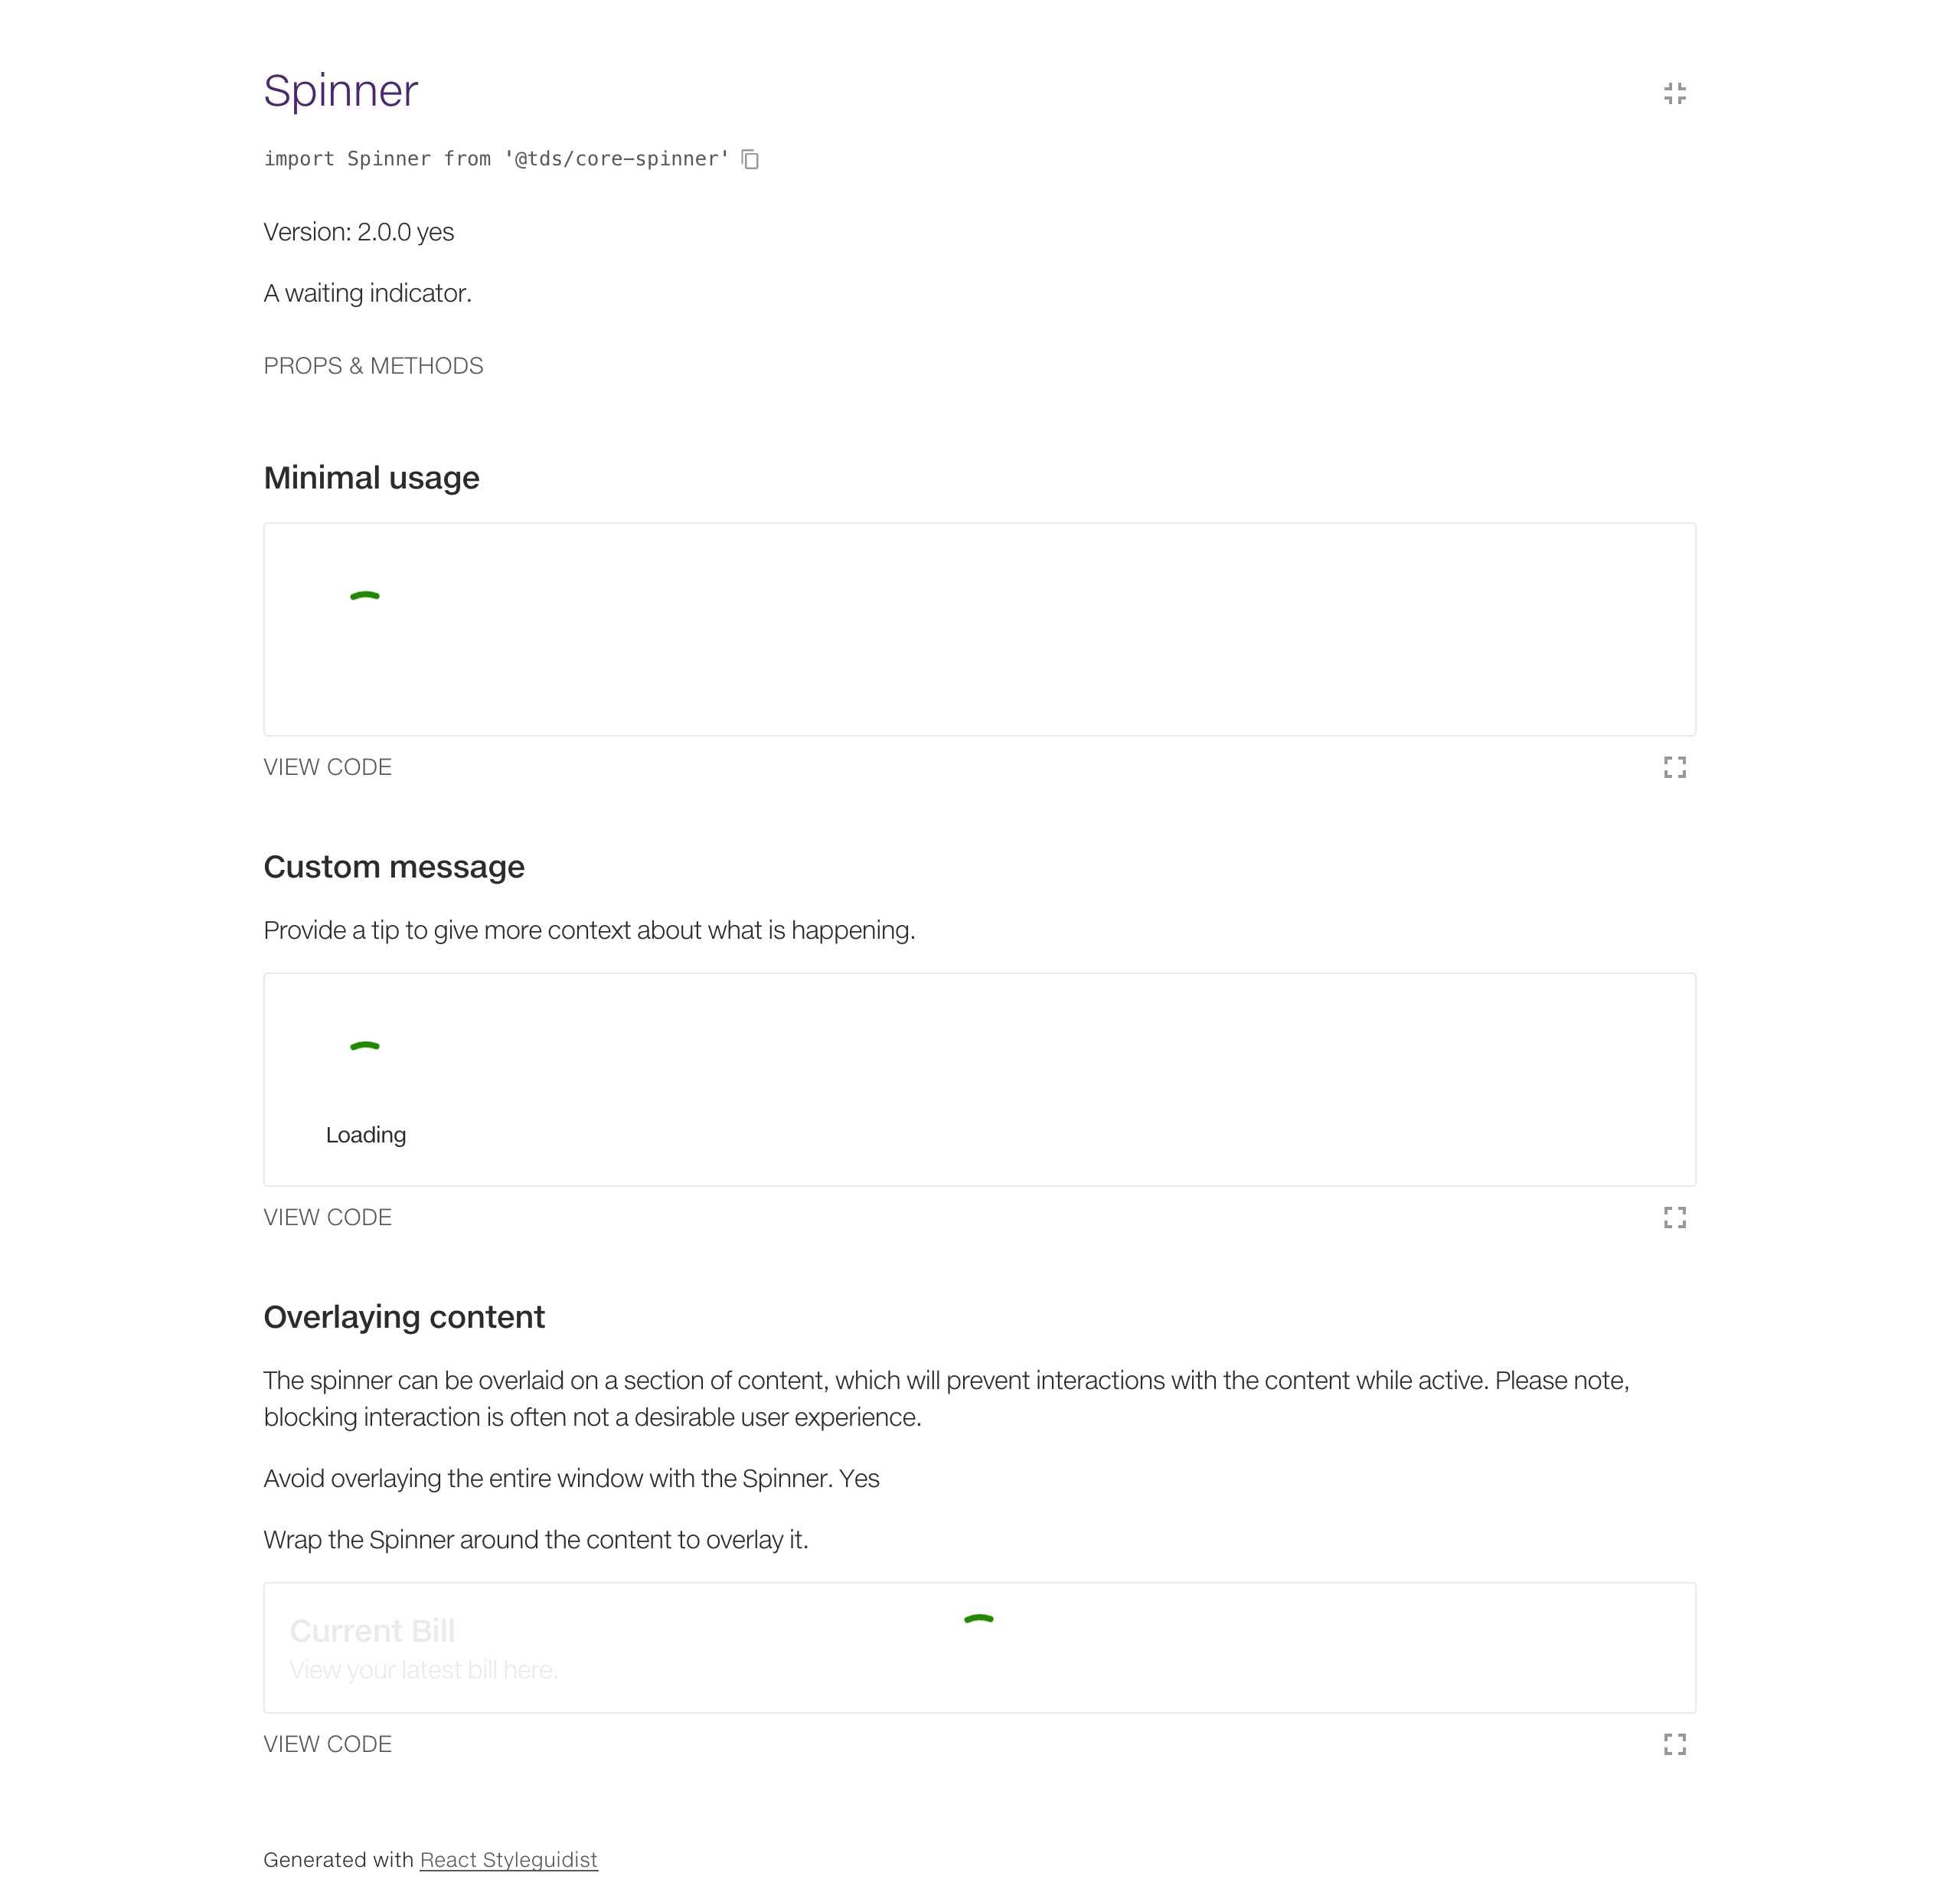 Spinner
import Spinner from '@tds/core-spinner'
Version: 2.0.0 yes
A waiting indicator.
PROPS & METHODS
Minimal usage
VIEW CODE
Custom message
Provide a tip to give more context about what is happening.
Loading
VIEW CODE
Overlaying content
The spinner can be overlaid on a section of content, which will prevent interactions with the content while active. Please note,
blocking interaction is often not a desirable user experience.
Avoid overlaying the entire window with the Spinner. Yes
Wrap the Spinner around the content to overlay it.
Current Bill
View your latest bill here.
VIEW CODE
Generated with React Styleguidist